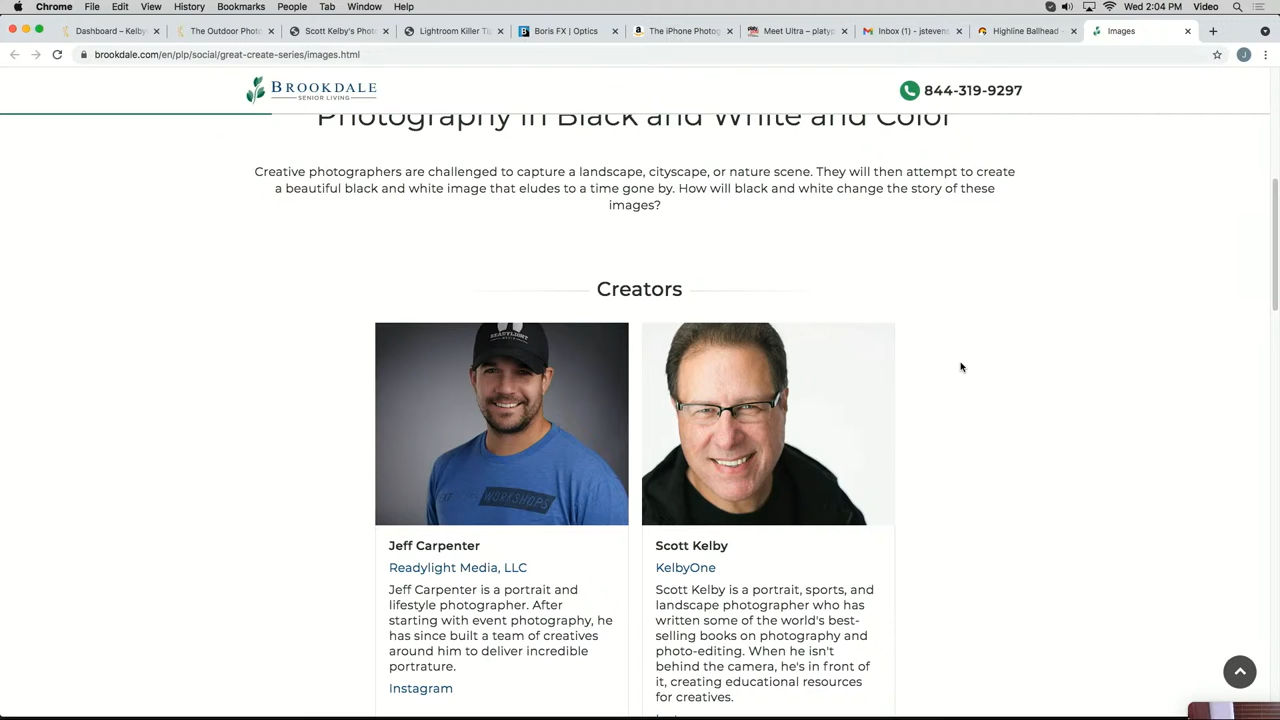 Chrome File Edit View History Bookmarks People Tab Window Help Wed 2:04 PM Video
Dashboard – Kelby The Outdoor Photo Scott Kelby's Photo Lightroom Killer Ti Boris FX | Optics The iPhone Photog Meet Ultra – platyp Inbox (1) - jstevens Highline Ballhead - Images
brookdale.com/en/plp/social/great-create-series/images.html J
BROOKDALE
SENIOR LIVING
844-319-9297
Photography in Black and White and Color
Creative photographers are challenged to capture a landscape, cityscape, or nature scene. They will then attempt to create
a beautiful black and white image that eludes to a time gone by. How will black and white change the story of these
images?
Creators
READYLIGHT
WORKSHOPS
Jeff Carpenter
Readylight Media, LLC
Jeff Carpenter is a portrait and
lifestyle photographer. After
starting with event photography, he
has since built a team of creatives
around him to deliver incredible
portrature.
Instagram
Scott Kelby
KelbyOne
Scott Kelby is a portrait, sports, and
landscape photographer who has
written some of the world's best-
selling books on photography and
photo-editing. When he isn't
behind the camera, he's in front of
it, creating educational resources
for creatives.